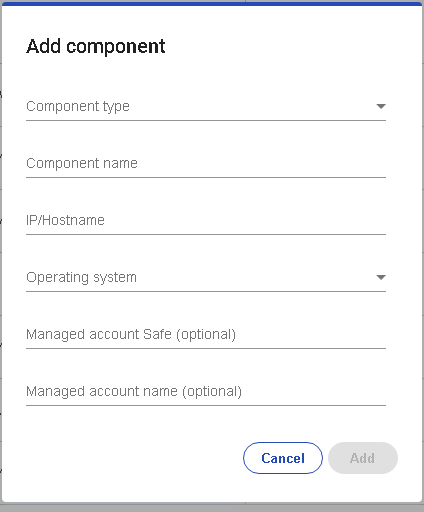 Add component
Component type
Component name
IP/Hostname
Operating system
Managed account Safe (optional)
Managed account name (optional)
Cancel
Add